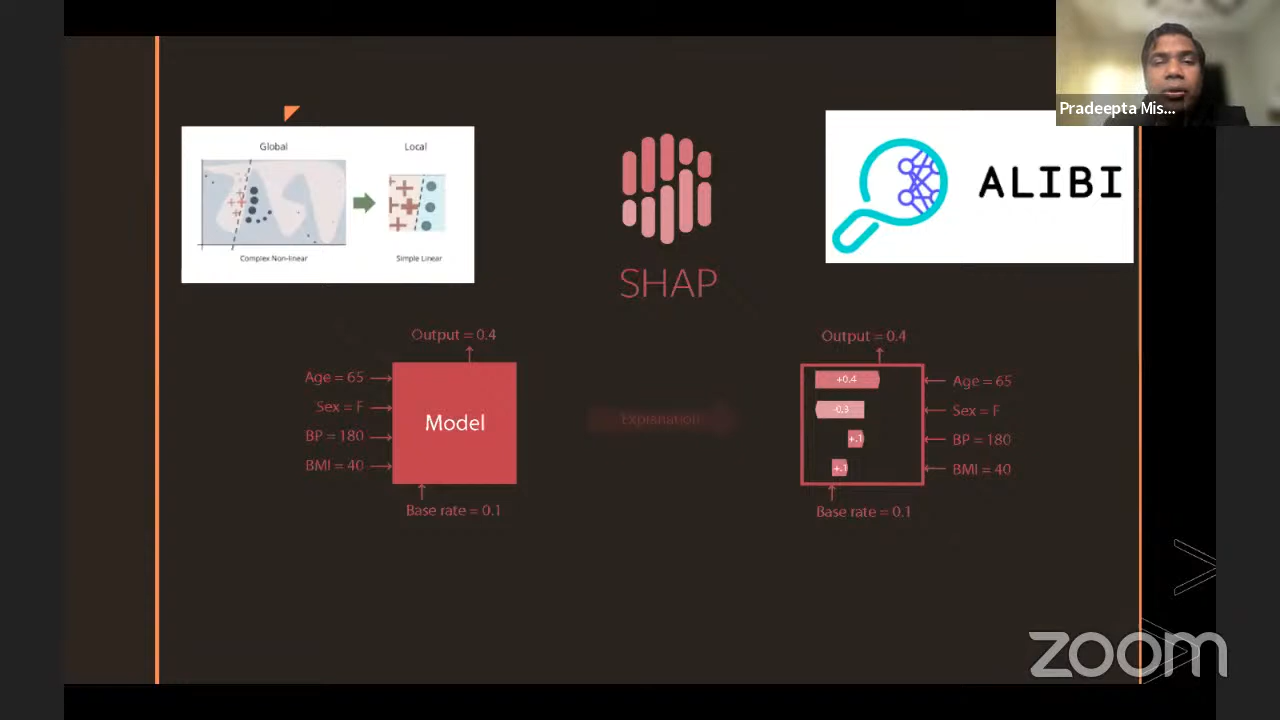 Pradeepta Mis...
Global
Local
Complex Non-linear
Simple Linear
SHAP
ALIBI
Output = 0.4
Age = 65
Sex = F
BP = 180
BMI = 40
Model
Base rate = 0.1
Explanation
Output = 0.4
+0.4
-0.3
+.1
+.1
Age = 65
Sex = F
BP = 180
BMI = 40
Base rate = 0.1
zoom